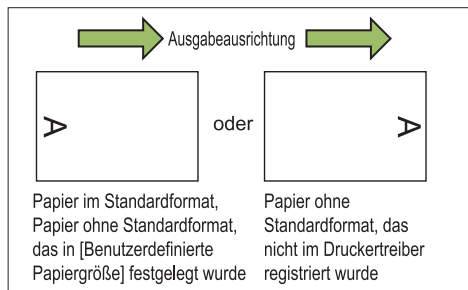 Ausgabeausrichtung
A
oder
A
Papier im Standardformat,
Papier ohne Standardformat,
das in [Benutzerdefinierte
Papiergröße] festgelegt wurde
Papier ohne
Standardformat, das
nicht im Druckertreiber
registriert wurde